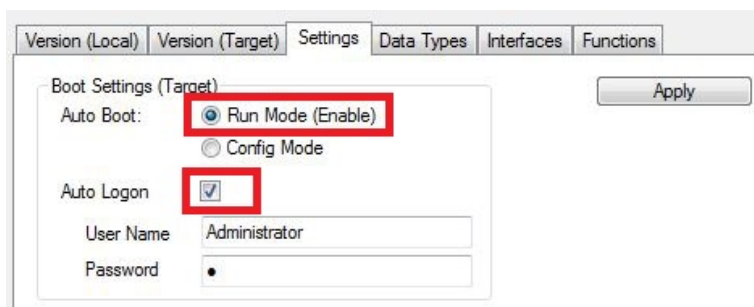 Version (Local) Version (Target) Settings Data Types Interfaces Functions
Boot Settings (Target)
Apply
Auto Boot: Run Mode (Enable)
Config Mode
Auto Logon
User Name Administrator
Password ●